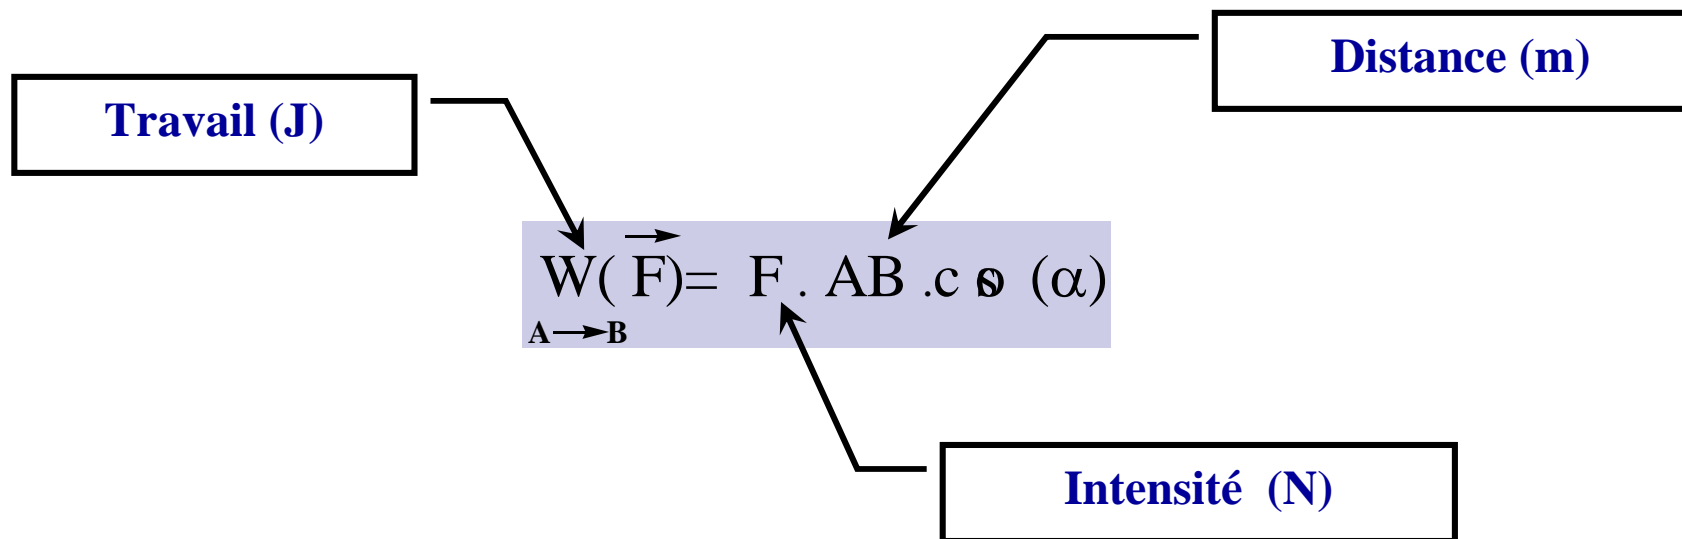 Distance (m)
Travail (J)
W( F)= F . AB .cos (α)
A→B
Intensité (N)